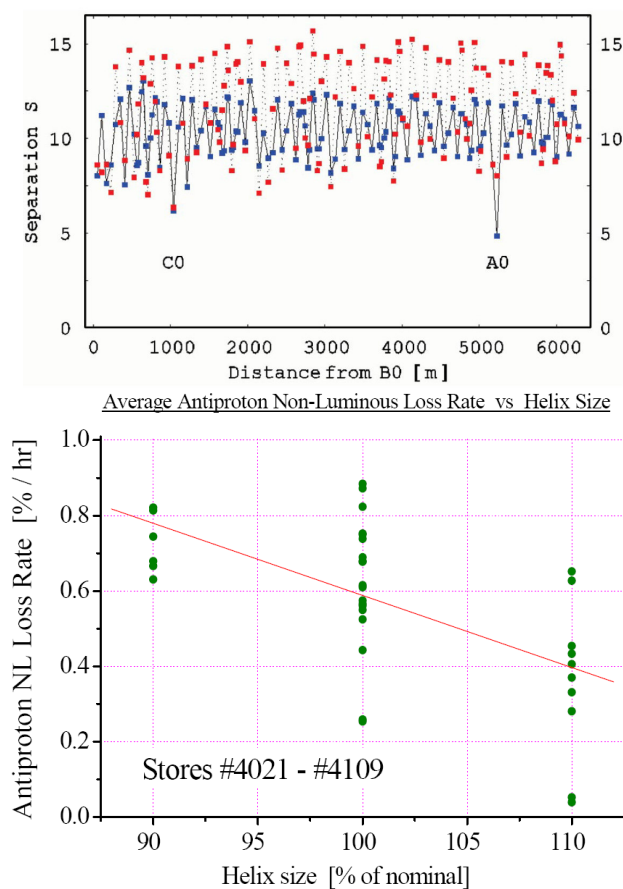 15
10
5
0
Separation S
15
10
5
0
C0
A0
0 1000 2000 3000 4000 5000 6000
Distance from B0 [m]
Average Antiproton Non-Luminous Loss Rate vs Helix Size
1.0
0.8
0.6
0.4
0.2
0.0
Antiproton NL Loss Rate [% / hr]
Stores #4021 - #4109
90 95 100 105 110
Helix size [% of nominal]